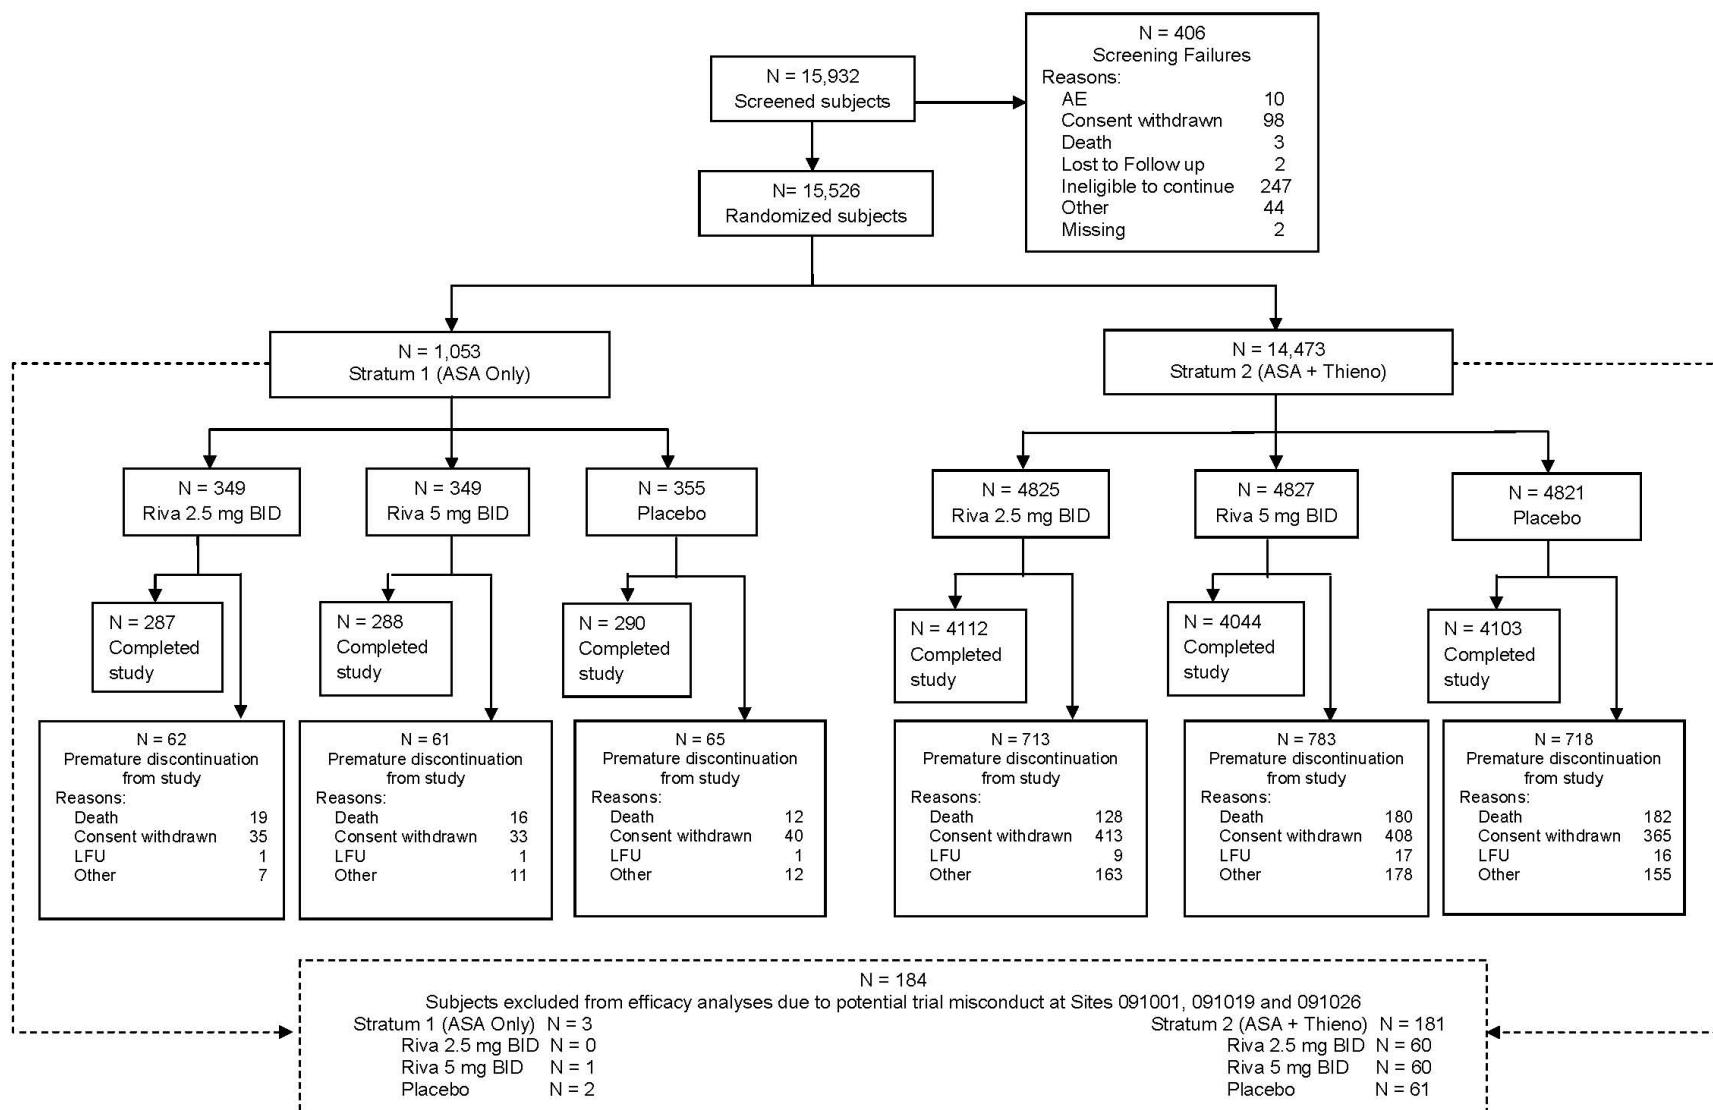 N = 15,932
Screened subjects
N = 406
Screening Failures
Reasons:
AE 10
Consent withdrawn 98
Death 3
Lost to Follow up 2
Ineligible to continue 247
Other 44
Missing 2
N= 15,526
Randomized subjects
N = 1,053
Stratum 1 (ASA Only)
N = 14,473
Stratum 2 (ASA + Thieno)
N = 349
Riva 2.5 mg BID
N = 349
Riva 5 mg BID
N = 355
Placebo
N = 4825
Riva 2.5 mg BID
N = 4827
Riva 5 mg BID
N = 4821
Placebo
N = 287
Completed
study
N = 288
Completed
study
N = 290
Completed
study
N = 4112
Completed
study
N = 4044
Completed
study
N = 4103
Completed
study
N = 62
Premature discontinuation
from study
Reasons:
Death 19
Consent withdrawn 35
LFU 1
Other 7
N = 61
Premature discontinuation
from study
Reasons:
Death 16
Consent withdrawn 33
LFU 1
Other 11
N = 65
Premature discontinuation
from study
Reasons:
Death 12
Consent withdrawn 40
LFU 1
Other 12
N = 713
Premature discontinuation
from study
Reasons:
Death 128
Consent withdrawn 413
LFU 9
Other 163
N = 783
Premature discontinuation
from study
Reasons:
Death 180
Consent withdrawn 408
LFU 17
Other 178
N = 718
Premature discontinuation
from study
Reasons:
Death 182
Consent withdrawn 365
LFU 16
Other 155
N = 184
Subjects excluded from efficacy analyses due to potential trial misconduct at Sites 091001, 091019 and 091026
Stratum 1 (ASA Only) N = 3
Riva 2.5 mg BID N = 0
Riva 5 mg BID N = 1
Placebo N = 2
Stratum 2 (ASA + Thieno) N = 181
Riva 2.5 mg BID N = 60
Riva 5 mg BID N = 60
Placebo N = 61